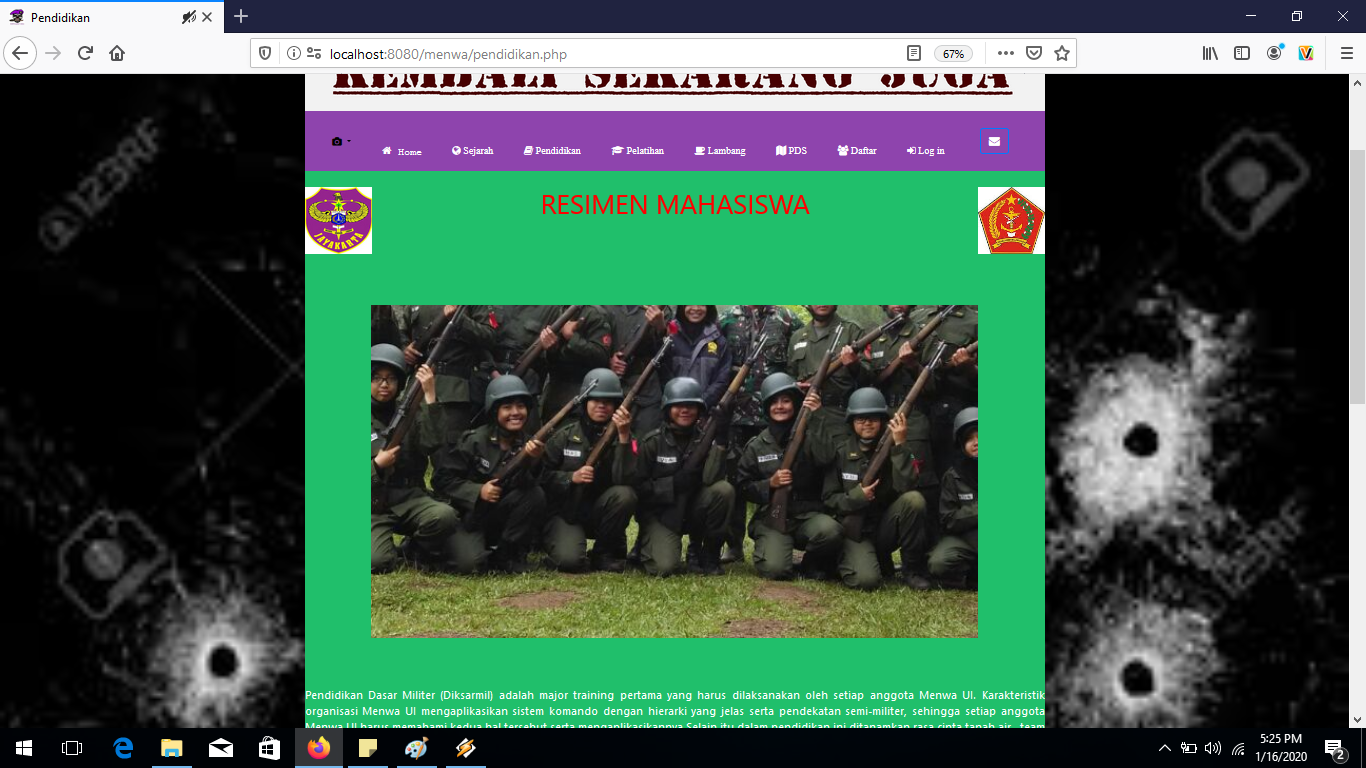 Pendidikan
localhost:8080/menwa/pendidikan.php
67%
KEMBALI SEKARANG JUGA
Home Sejarah Pendidikan Pelatihan Lambang PDS Daftar Log in
RESIMEN MAHASISWA
JAYAKARTA
123RF
Pendidikan Dasar Militer (Diksarmil) adalah major training pertama yang harus dilaksanakan oleh setiap anggota Menwa UI. Karakteristik
organisasi Menwa UI mengaplikasikan sistem komando dengan hierarki yang jelas serta pendekatan semi-militer, sehingga setiap anggota
Menwa UI harus memahami kedua hal tersebut serta mengaplikasikannya.Selain itu dalam pendidikan ini ditanamkan rasa cinta tanah air, team
5:25 PM
1/16/2020
2